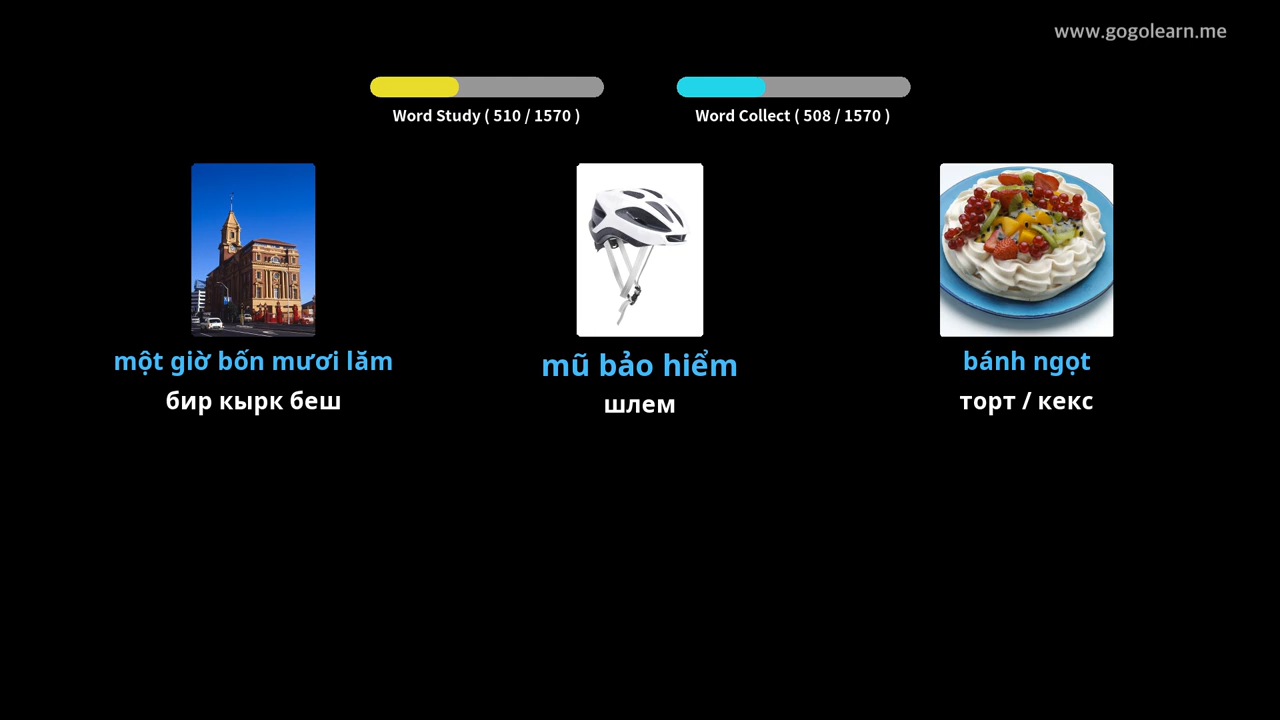 www.gogolearn.me
Word Study ( 510 / 1570 )
Word Collect ( 508 / 1570 )
một giờ bốn mươi lăm
бир кырк беш
mũ bảo hiểm
шлем
bánh ngọt
торт / кекс